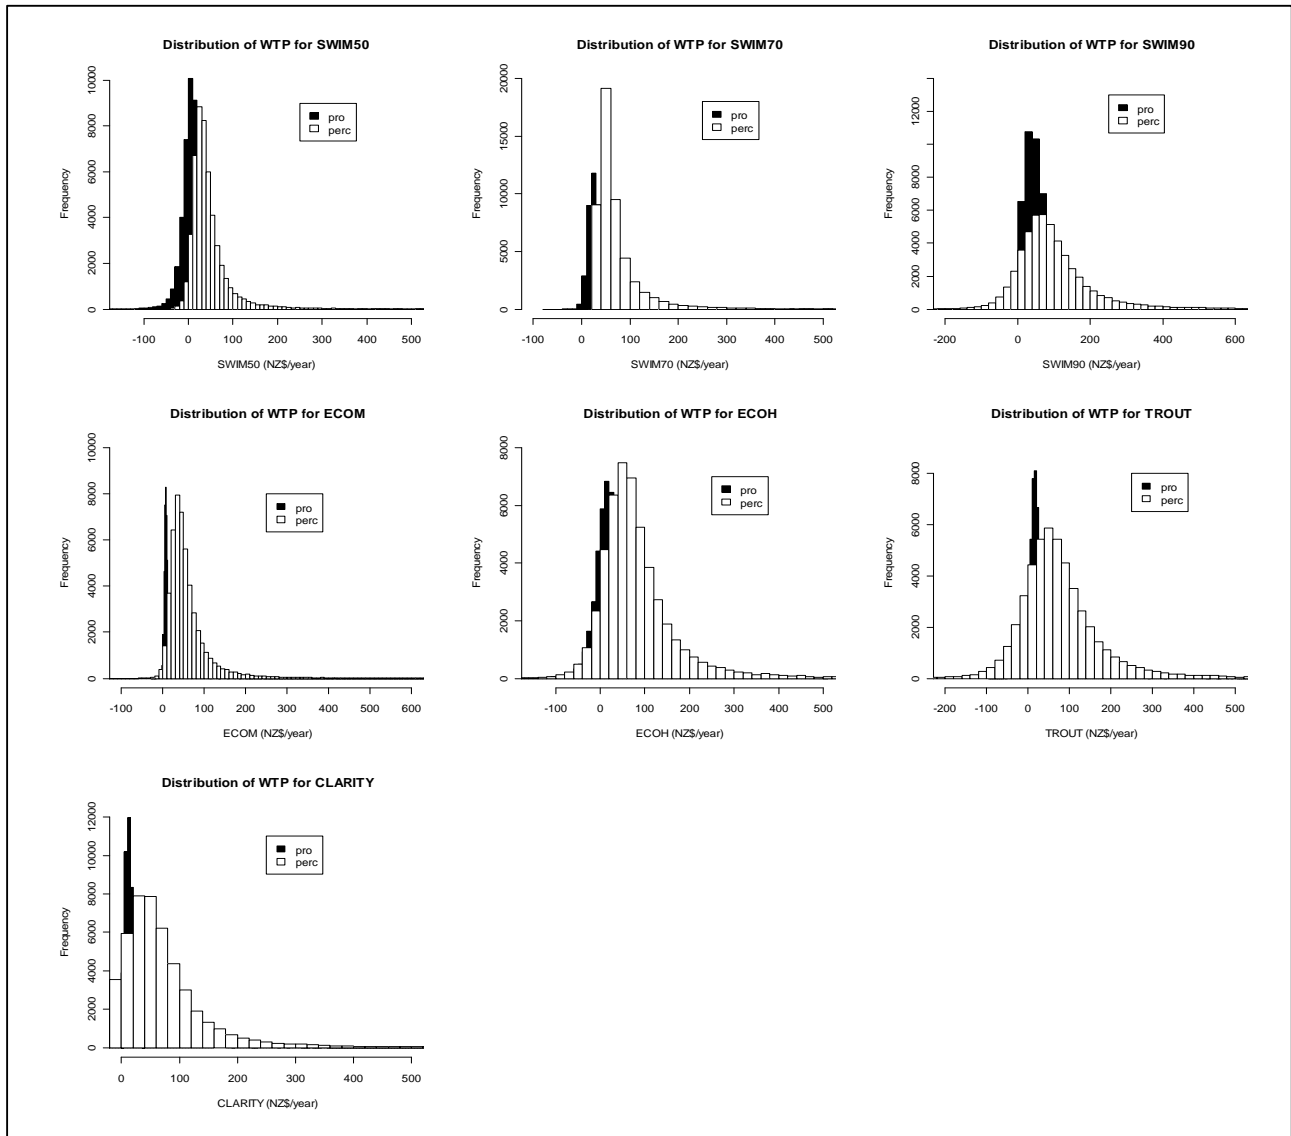 Distribution of WTP for SWIM50
Frequency
0 2000 4000 6000 8000 10000
pro
perc
-100 0 100 200 300 400 500
SWIM50 (NZ$/year)
Distribution of WTP for SWIM70
Frequency
0 5000 10000 15000 20000
pro
perc
-100 0 100 200 300 400 500
SWIM70 (NZ$/year)
Distribution of WTP for SWIM90
Frequency
0 2000 4000 6000 8000 12000
pro
perc
-200 0 200 400 600
SWIM90 (NZ$/year)
Distribution of WTP for ECOM
Frequency
0 2000 4000 6000 8000 10000
pro
perc
-100 0 100 200 300 400 500 600
ECOM (NZ$/year)
Distribution of WTP for ECOH
Frequency
0 2000 4000 6000 8000
pro
perc
-100 0 100 200 300 400 500
ECOH (NZ$/year)
Distribution of WTP for TROUT
Frequency
0 2000 4000 6000 8000
pro
perc
-200 -100 0 100 200 300 400 500
TROUT (NZ$/year)
Distribution of WTP for CLARITY
Frequency
0 2000 4000 6000 8000 10000 12000
pro
perc
0 100 200 300 400 500
CLARITY (NZ$/year)